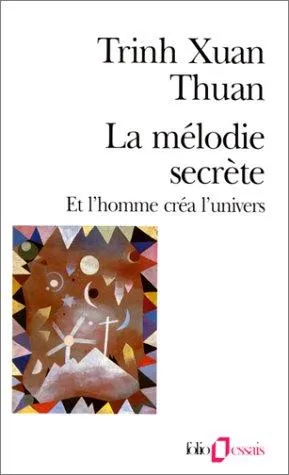 Trinh Xuan
Thuan
La mélodie
secrète
Et l'homme créa l'univers
folio essais